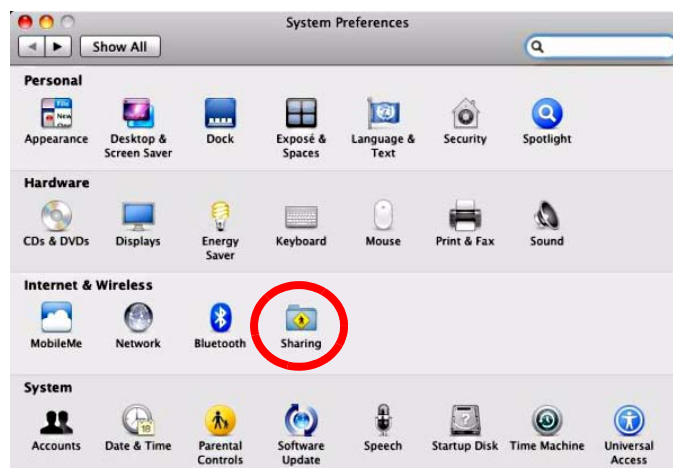 System Preferences
Show All
Personal
Appearance
Desktop &
Screen Saver
Dock
Exposé &
Spaces
Language &
Text
Security
Spotlight
Hardware
CDs & DVDs
Displays
Energy
Saver
Keyboard
Mouse
Print & Fax
Sound
Internet & Wireless
MobileMe
Network
Bluetooth
Sharing
System
Accounts
Date & Time
Parental
Controls
Software
Update
Speech
Startup Disk
Time Machine
Universal
Access